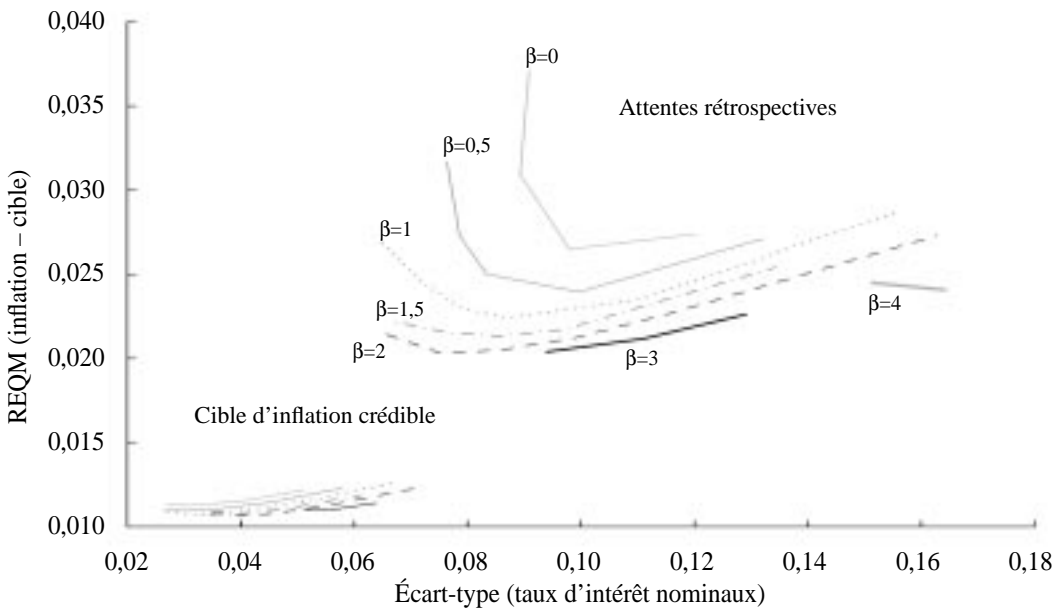 0,040
β=0
0,035
Attentes rétrospectives
β=0,5
0,030
β=1
0,025
β=1,5
β=4
β=2
β=3
0,020
Cible d’inflation crédible
0,015
0,010
0,02
0,04
0,06
0,08
0,10
0,12
0,14
0,16
0,18
Écart-type (taux d’intérêt nominaux)
REQM (inflation – cible)